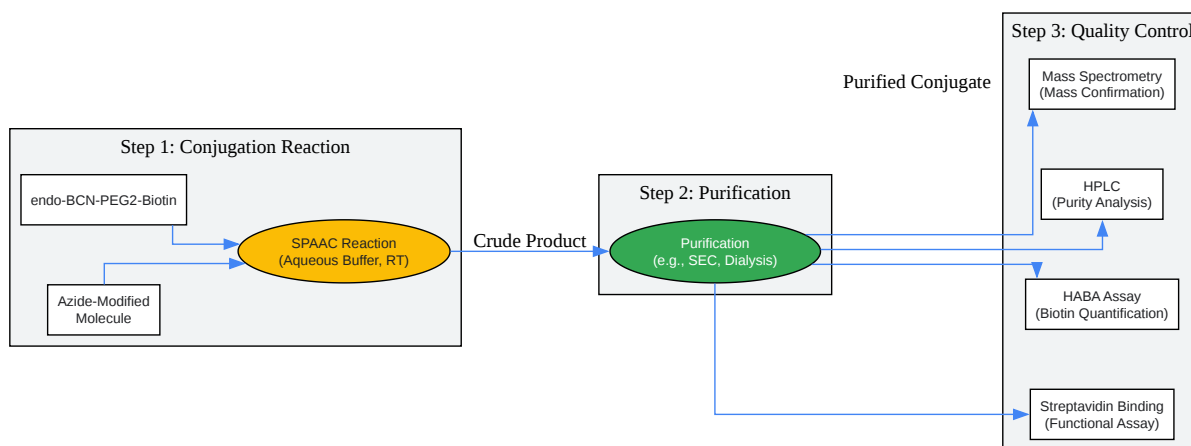 Step 1: Conjugation Reaction
endo-BCN-PEG2-Biotin
Azide-Modified
Molecule
SPAAC Reaction
(Aqueous Buffer, RT)
Crude Product
Step 2: Purification
Purification
(e.g., SEC, Dialysis)
Purified Conjugate
Step 3: Quality Control
Mass Spectrometry
(Mass Confirmation)
HPLC
(Purity Analysis)
HABA Assay
(Biotin Quantification)
Streptavidin Binding
(Functional Assay)